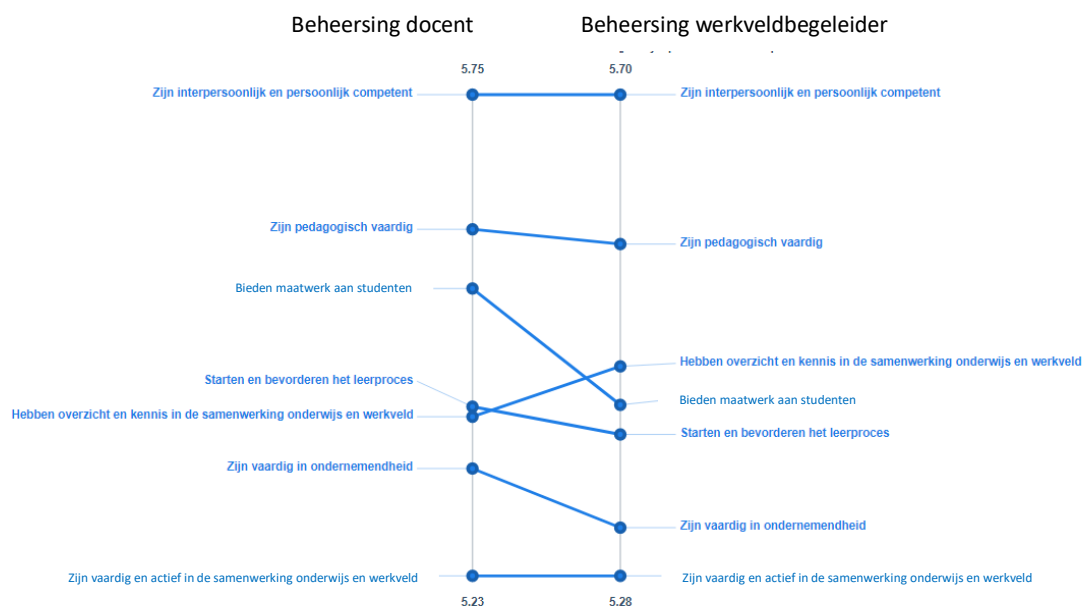 Beheersing docent
Beheersing werkveldbegeleider
5.75
5.70
Zijn interpersoonlijk en persoonlijk competent
Zijn interpersoonlijk en persoonlijk competent
Zijn pedagogisch vaardig
Zijn pedagogisch vaardig
Bieden maatwerk aan studenten
Hebben overzicht en kennis in de samenwerking onderwijs en werkveld
Starten en bevorderen het leerproces
Bieden maatwerk aan studenten
Hebben overzicht en kennis in de samenwerking onderwijs en werkveld
Starten en bevorderen het leerproces
Zijn vaardig in ondernemendheid
Zijn vaardig in ondernemendheid
Zijn vaardig en actief in de samenwerking onderwijs en werkveld
Zijn vaardig en actief in de samenwerking onderwijs en werkveld
5.23
5.28